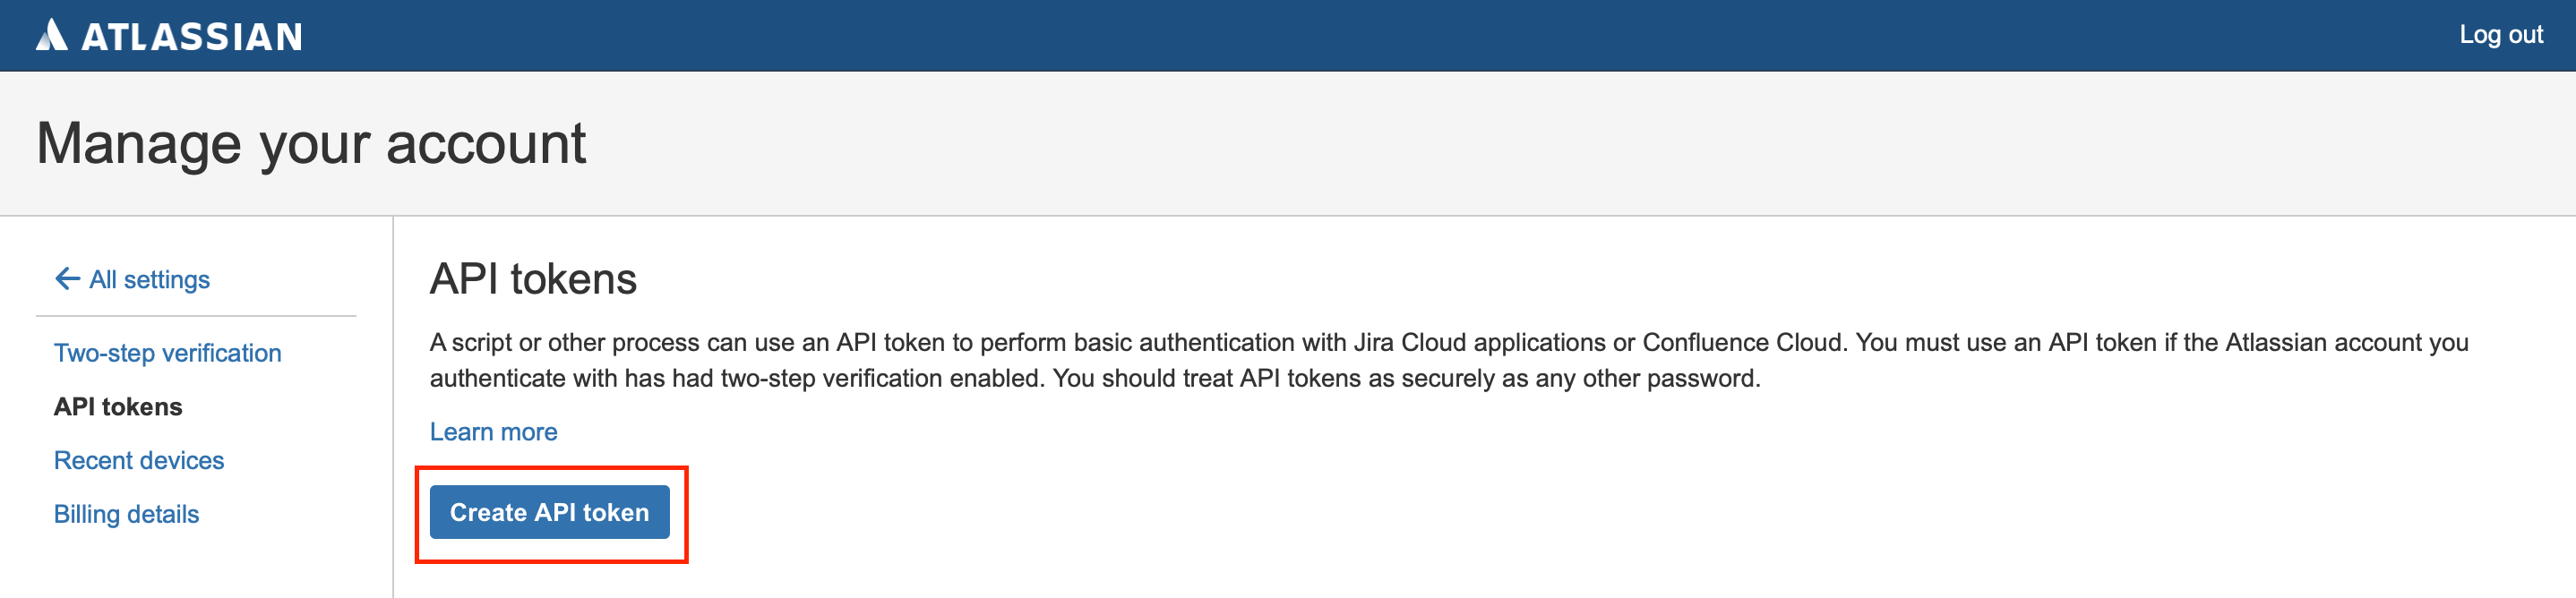 ATLASSIAN
Log out
Manage your account
← All settings
Two-step verification
API tokens
Recent devices
Billing details
API tokens
A script or other process can use an API token to perform basic authentication with Jira Cloud applications or Confluence Cloud. You must use an API token if the Atlassian account you
authenticate with has had two-step verification enabled. You should treat API tokens as securely as any other password.
Learn more
Create API token